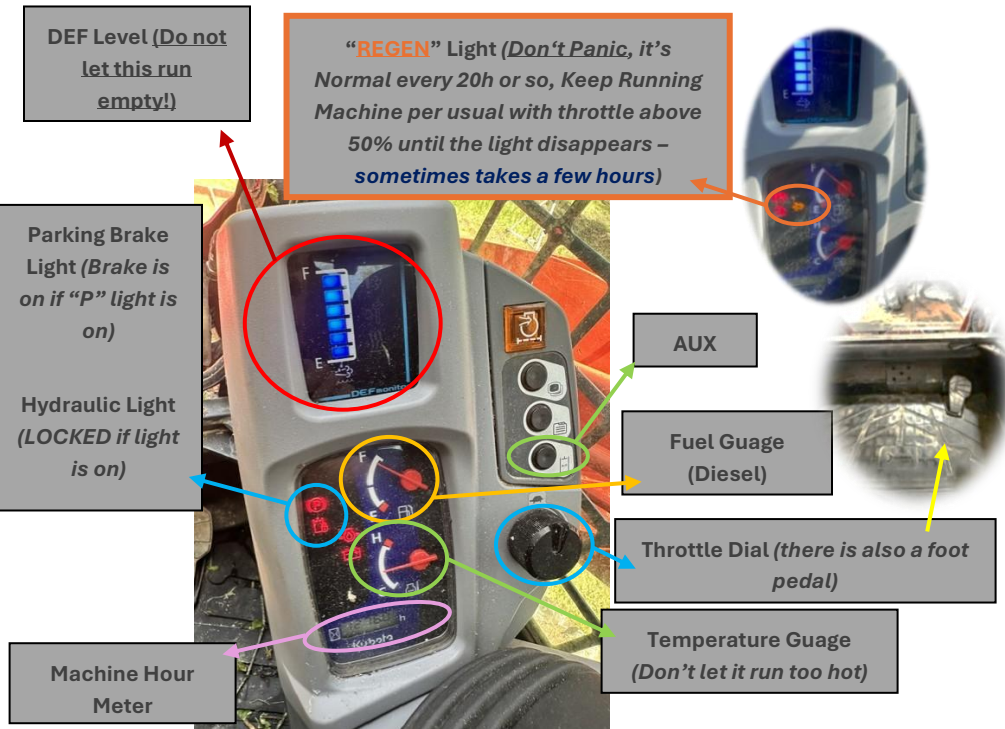 DEF Level (Do not
let this run
empty!)
“REGEN” Light (Don‘t Panic, it’s
Normal every 20h or so, Keep Running
Machine per usual with throttle above
50% until the light disappears –
sometimes takes a few hours)
E
F
Parking Brake
Light (Brake is
on if “P” light is
on)
Hydraulic Light
(LOCKED if light
is on)
F
E
DEF monitor
AUX
Fuel Guage
(Diesel)
F
E
P
H
C
Throttle Dial (there is also a foot
pedal)
Temperature Guage
(Don’t let it run too hot)
h
Kubota
Machine Hour
Meter